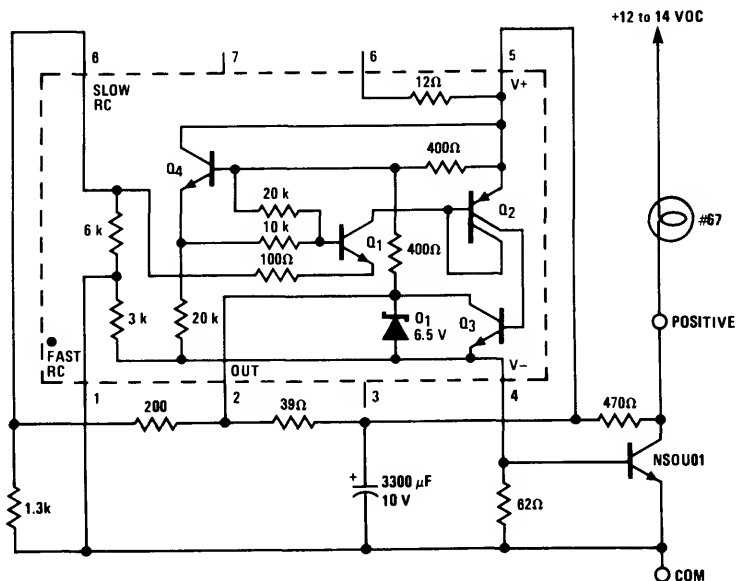 +12 to 14 VOC
6
7
6
5
SLOW
RC
V+
12Ω
400Ω
Q4
Q2
20 k
10 k
Q1
400Ω
100Ω
6 k
#67
3 k
20 k
D1
6.5 V
Q3
POSITIVE
FAST
RC
OUT
V−
1
2
3
4
200
39Ω
470Ω
NSOU01
+
3300 μF
10 V
1.3k
62Ω
COM